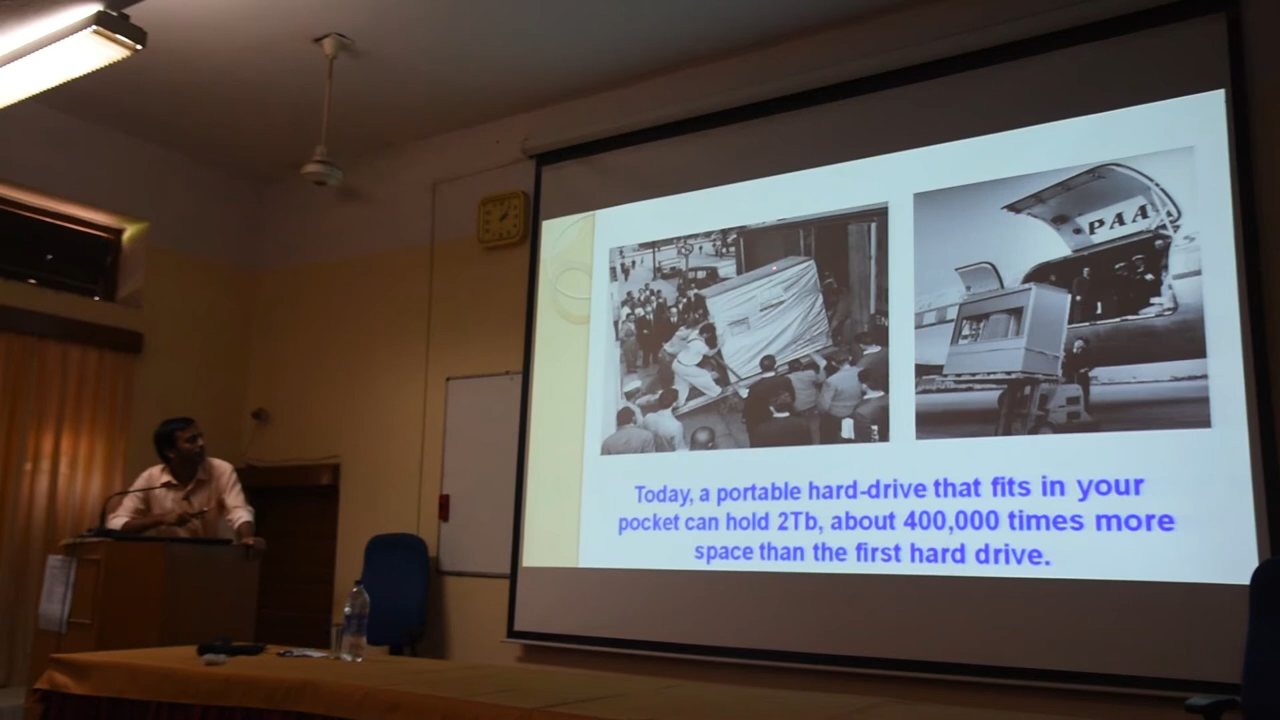 PAA
Today, a portable hard-drive that fits in your
pocket can hold 2Tb, about 400,000 times more
space than the first hard drive.